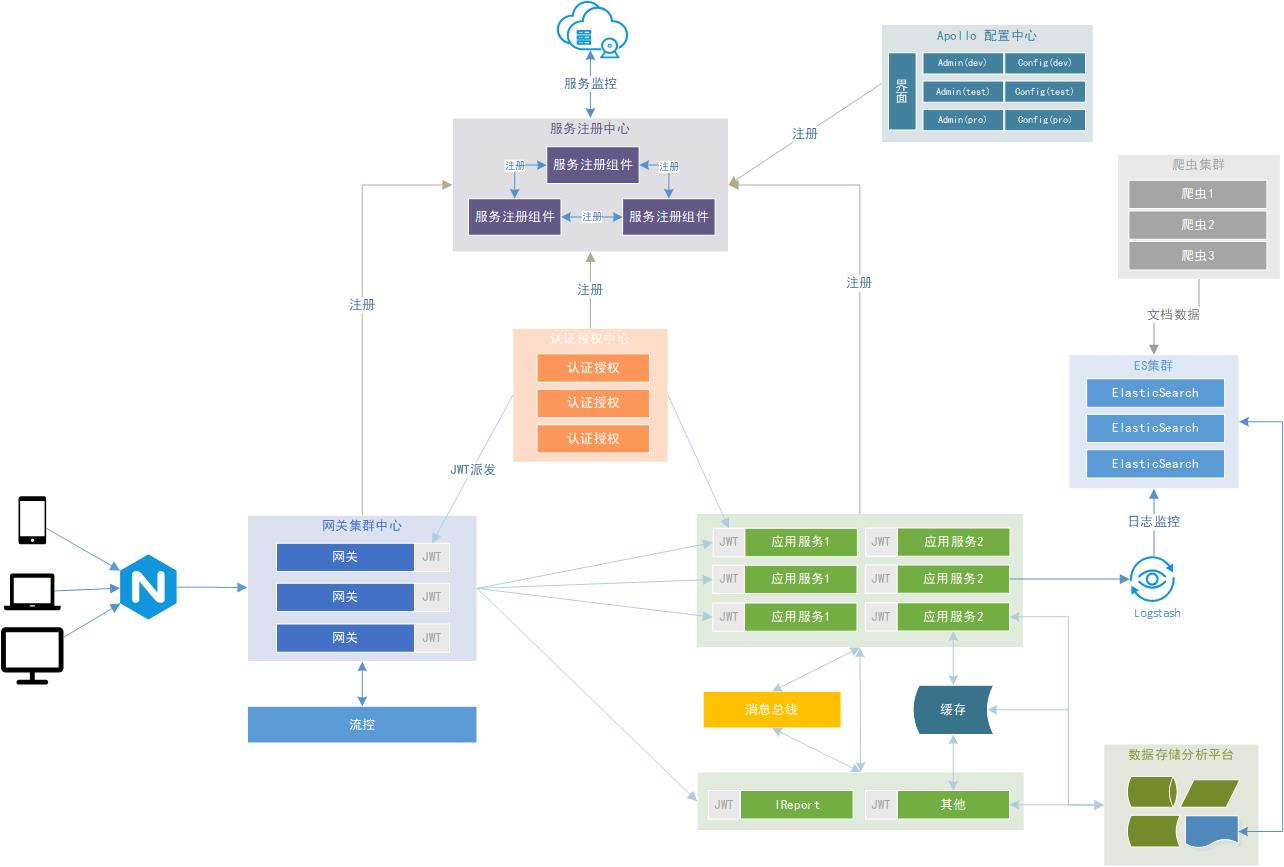 服务监控
服务注册中心
服务注册组件
注册
注册
服务注册组件
注册
服务注册组件
Apollo 配置中心
界面
Admin(dev)
Config(dev)
Admin(test)
Config(test)
Admin(pro)
Config(pro)
注册
爬虫集群
爬虫1
爬虫2
爬虫3
文档数据
注册
注册
注册
认证授权中心
认证授权
认证授权
认证授权
JWT派发
ES集群
ElasticSearch
ElasticSearch
ElasticSearch
日志监控
Logstash
N
网关集群中心
网关
JWT
网关
JWT
网关
JWT
流控
JWT
应用服务1
JWT
应用服务2
JWT
应用服务1
JWT
应用服务2
JWT
应用服务1
JWT
应用服务2
消息总线
缓存
JWT
IReport
JWT
其他
数据存储分析平台